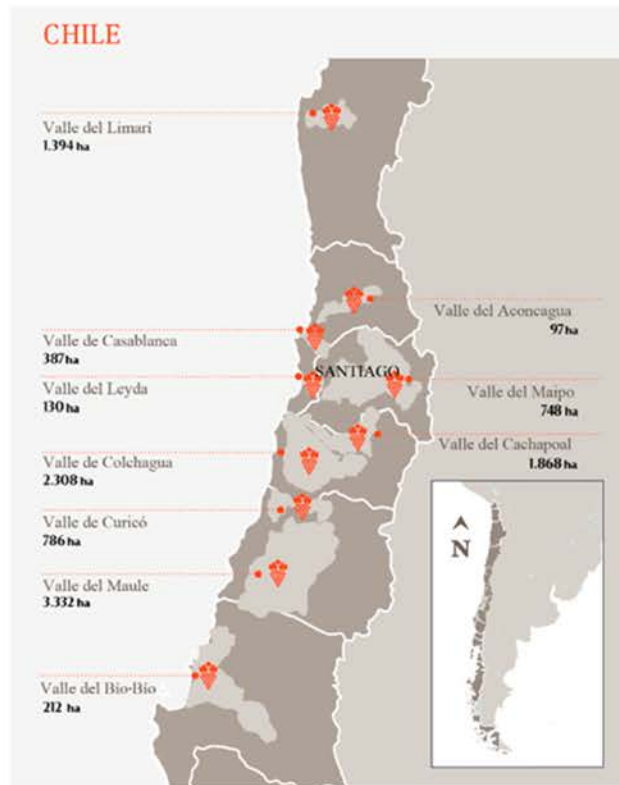 CHILE
Valle del Limarí
1.394 ha
Valle del Aconcagua
97 ha
Valle de Casablanca
387 ha
SANTIAGO
Valle del Leyda
130 ha
Valle del Maipo
748 ha
Valle del Cachapoal
1.868 ha
Valle de Colchagua
2.308 ha
Valle de Curicó
786 ha
Valle del Maule
3.332 ha
Valle del Bío-Bío
212 ha
N